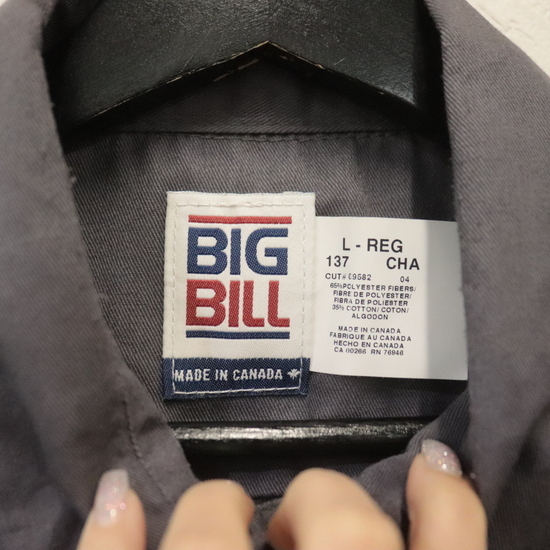 BIG
BILL
MADE IN CANADA
L - REG
137 CHA
CUT# 69582 04
65% POLYESTER FIBERS/
FIBRE DE POLYESTER/
FIBRA DE POLIESTER
35% COTTON/COTON/
ALGODON
MADE IN CANADA
FABRIQUE AU CANADA
HECHO EN CANADA
CA 00266 RN 76946